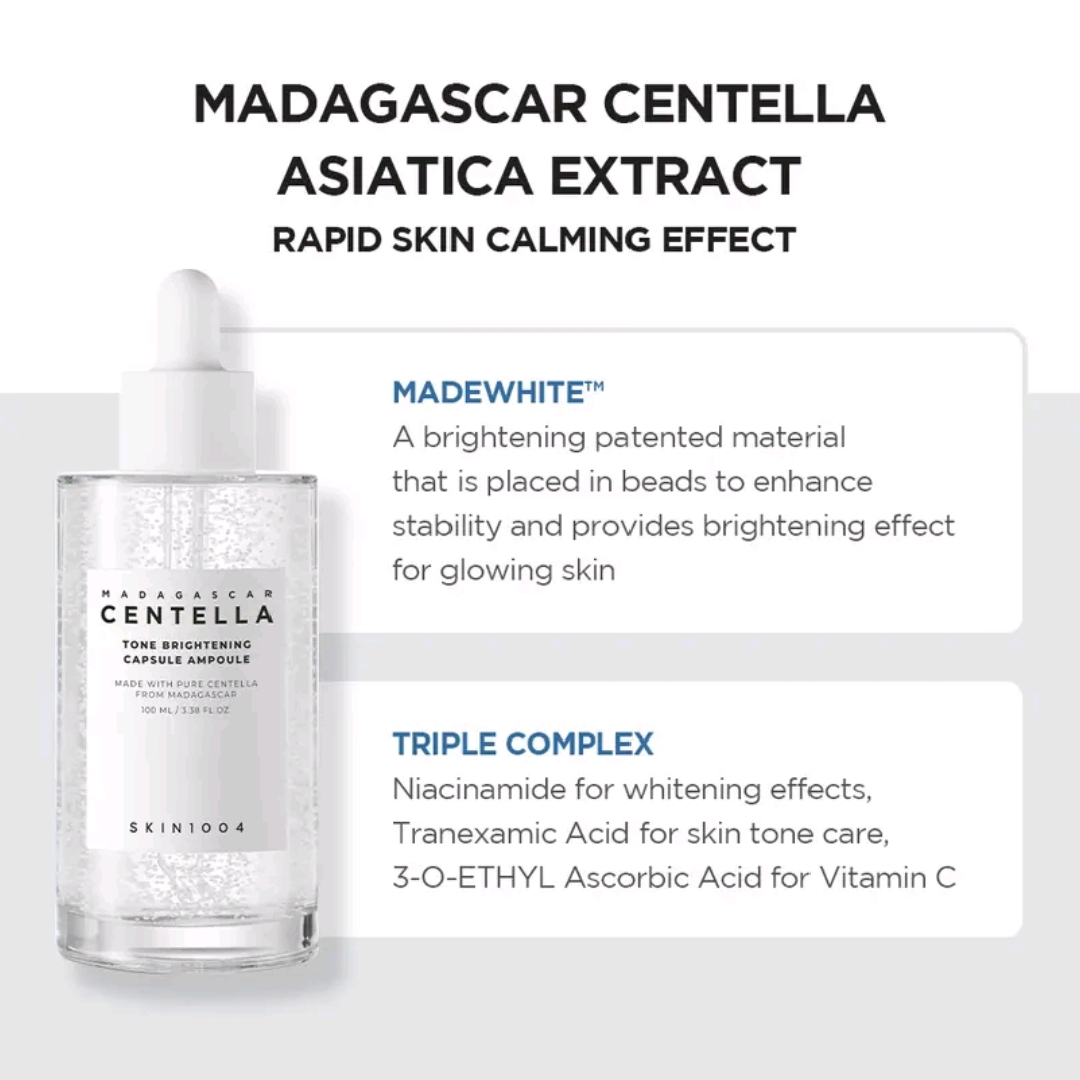 MADAGASCAR CENTELLA
ASIATICA EXTRACT
RAPID SKIN CALMING EFFECT
MADEWHITE™
A brightening patented material
that is placed in beads to enhance
stability and provides brightening effect
for glowing skin
MADAGASCAR
CENTELLA
TONE BRIGHTENING
CAPSULE AMPOULE
MADE WITH PURE CENTELLA
FROM MADAGASCAR
100 ML / 3.38 FL.OZ
SKIN1004
TRIPLE COMPLEX
Niacinamide for whitening effects,
Tranexamic Acid for skin tone care,
3-O-ETHYL Ascorbic Acid for Vitamin C